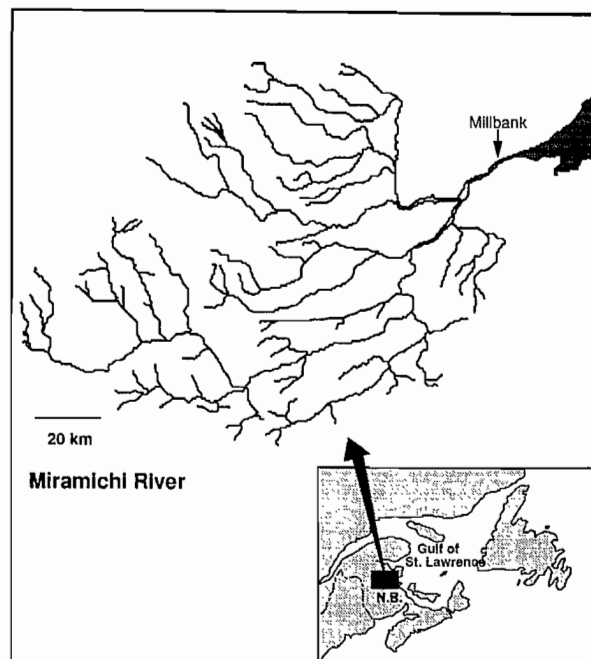 Millbank
20 km
Miramichi River
Gulf of
St. Lawrence
N.B.